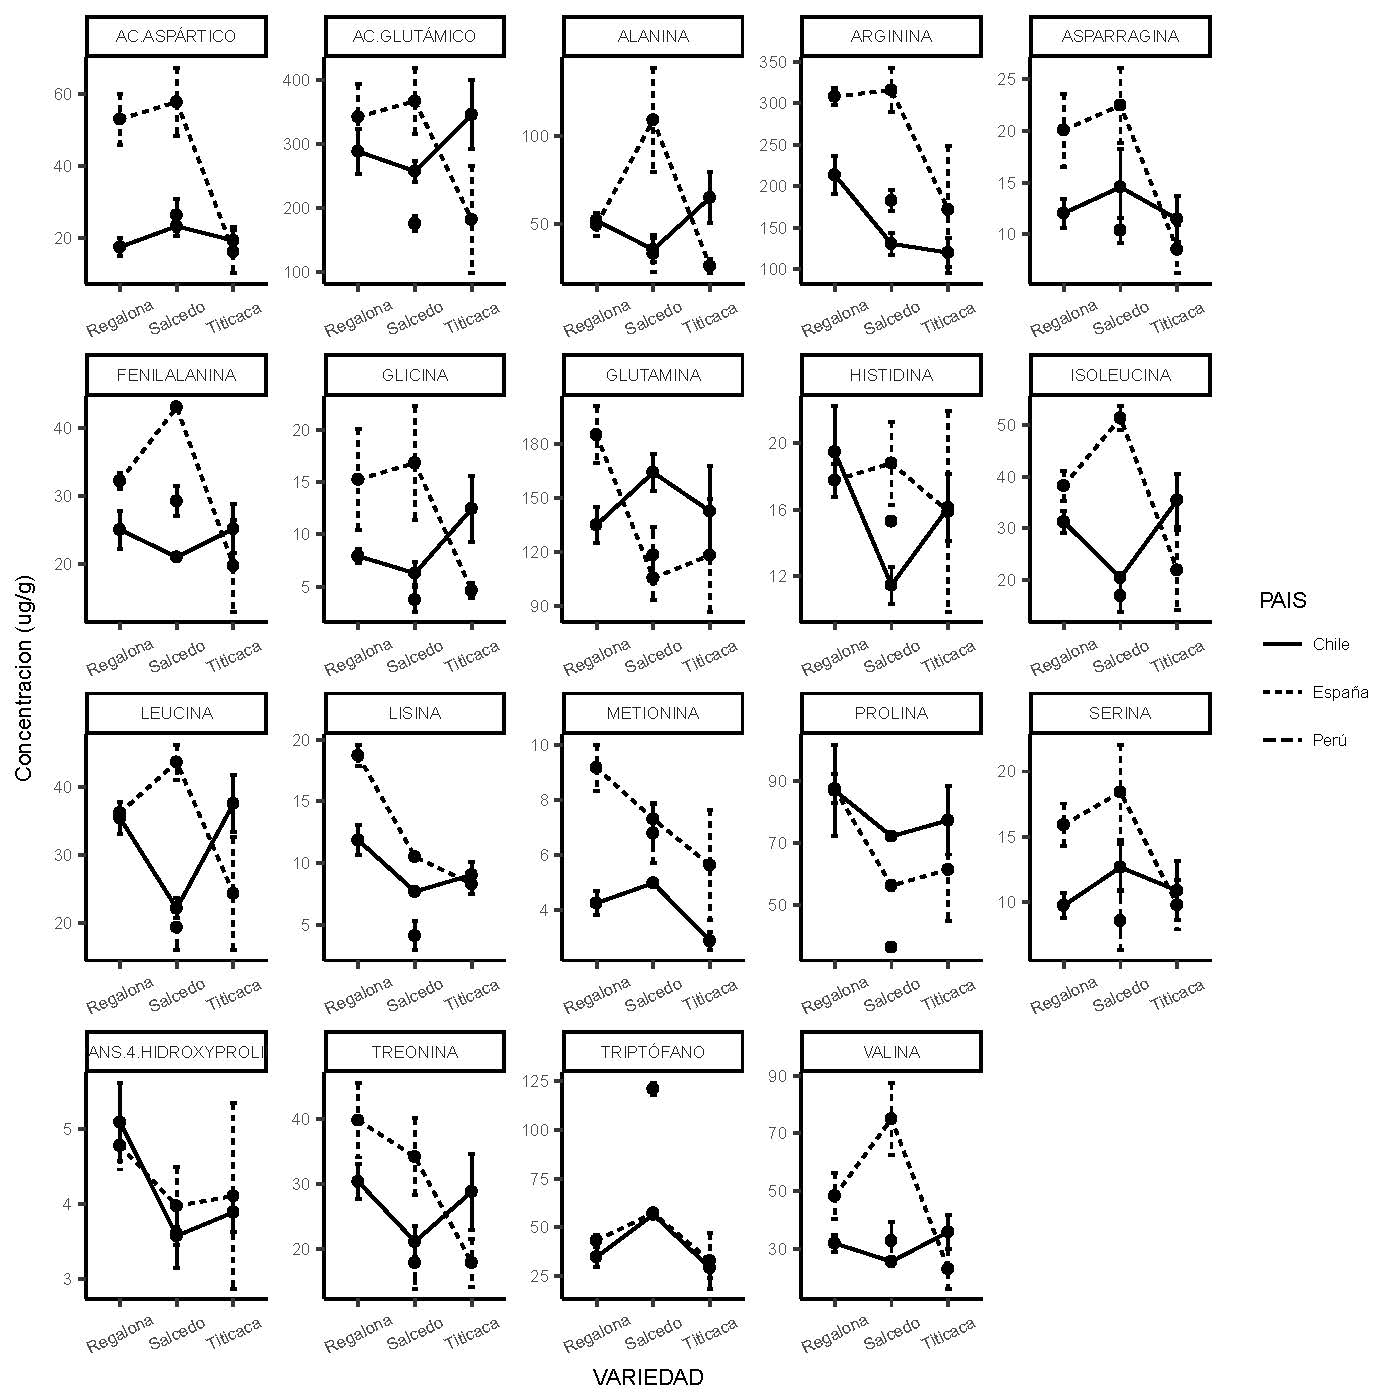 AC.ASPÁRTICO AC.GLUTÁMICO ALANINA ARGININA ASPARRAGINA
60 40 20
400 300 200 100
100 50
350 300 250 200 150 100
25 20 15 10
Regalona Salcedo Titicaca Regalona Salcedo Titicaca Regalona Salcedo Titicaca Regalona Salcedo Titicaca Regalona Salcedo Titicaca
FENILALANINA GLICINA GLUTAMINA HISTIDINA ISOLEUCINA
40 30 20
20 15 10 5
180 150 120 90
20 16 12
50 40 30 20
Regalona Salcedo Titicaca Regalona Salcedo Titicaca Regalona Salcedo Titicaca Regalona Salcedo Titicaca Regalona Salcedo Titicaca
LEUCINA LISINA METIONINA PROLINA SERINA
40 30 20
20 15 10 5
10 8 6 4
90 70 50
20 15 10
Regalona Salcedo Titicaca Regalona Salcedo Titicaca Regalona Salcedo Titicaca Regalona Salcedo Titicaca Regalona Salcedo Titicaca
ANS.4.HIDROXYPROLI TREONINA TRIPTÓFANO VALINA
5 4 3
40 30 20
125 100 75 50 25
90 70 50 30
Regalona Salcedo Titicaca Regalona Salcedo Titicaca Regalona Salcedo Titicaca Regalona Salcedo Titicaca
VARIEDAD
Concentracion (ug/g)
PAIS
Chile
España
Perú